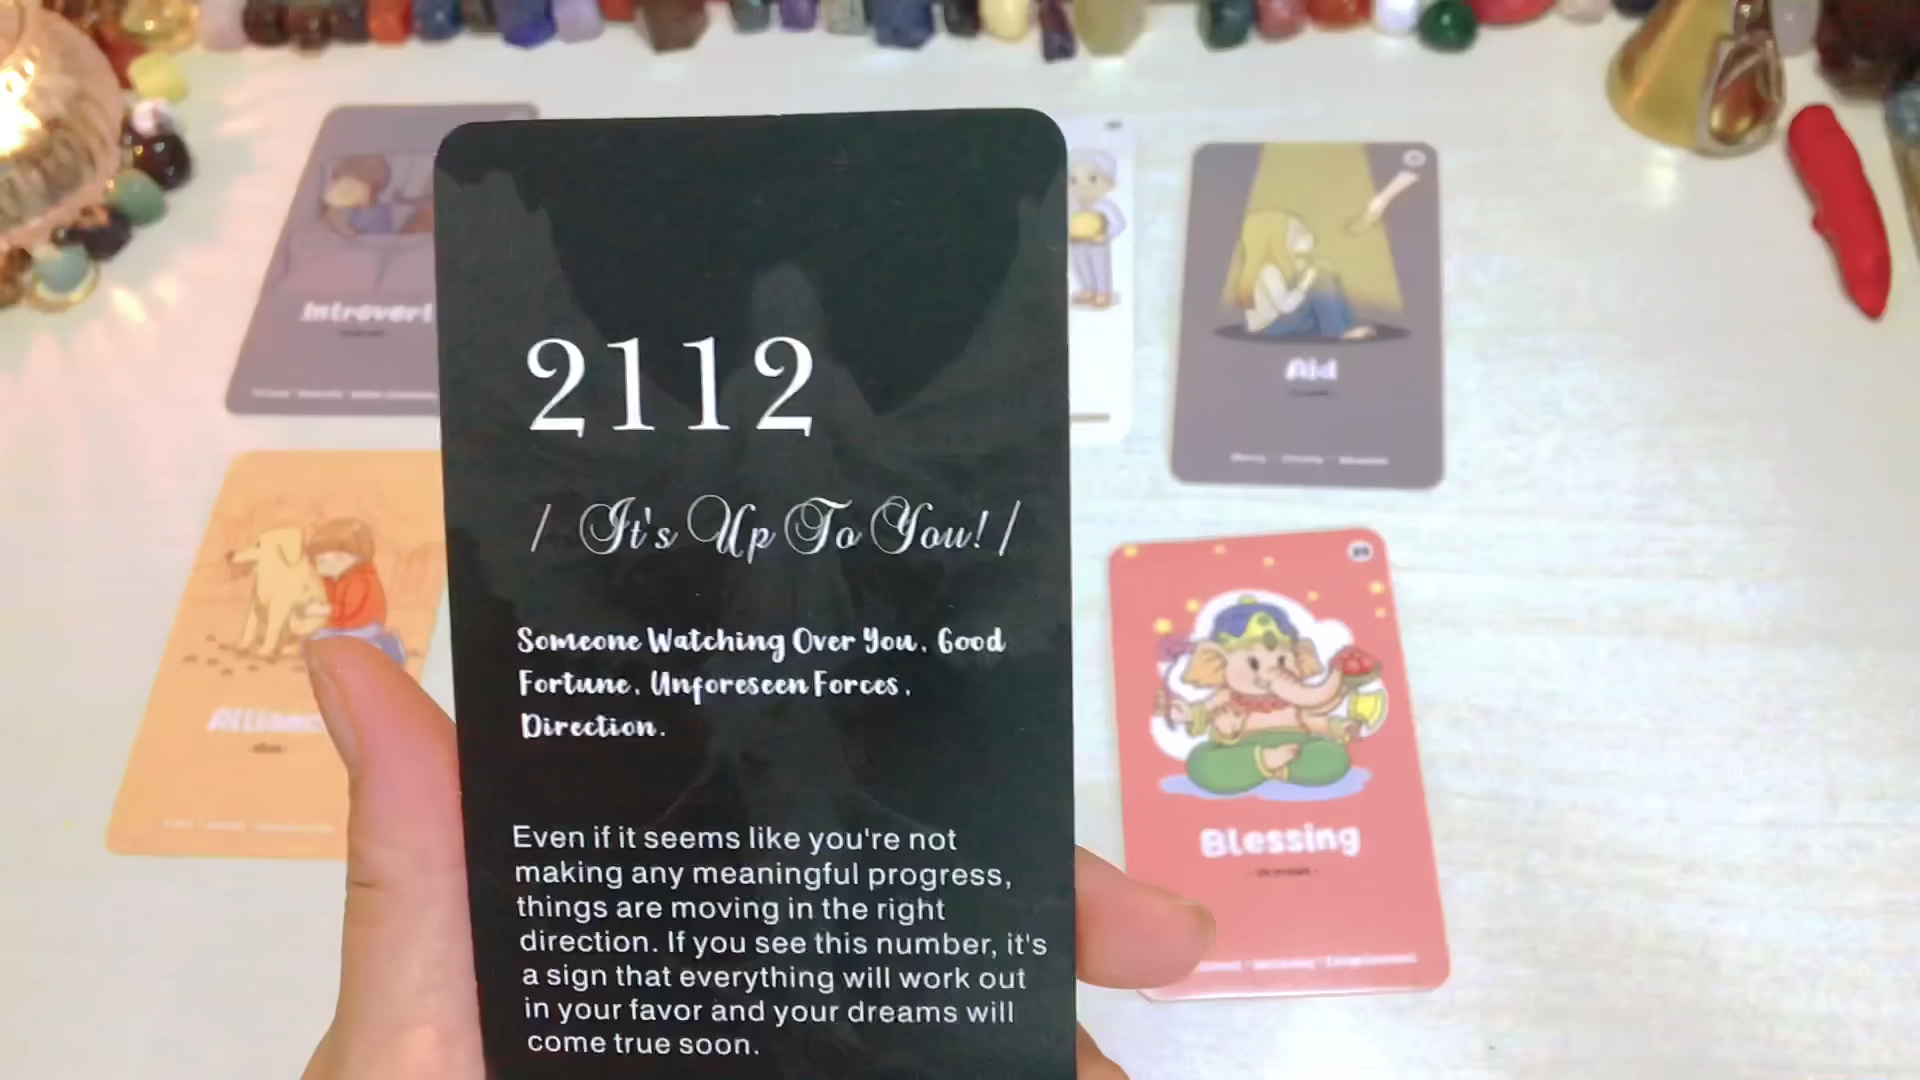 2112
/ It's Up To You! /
Someone Watching Over You. Good
Fortune. Unforeseen Forces.
Direction.
Even if it seems like you're not
making any meaningful progress,
things are moving in the right
direction. If you see this number, it's
a sign that everything will work out
in your favor and your dreams will
come true soon.
Introvert
Aid
Blessing